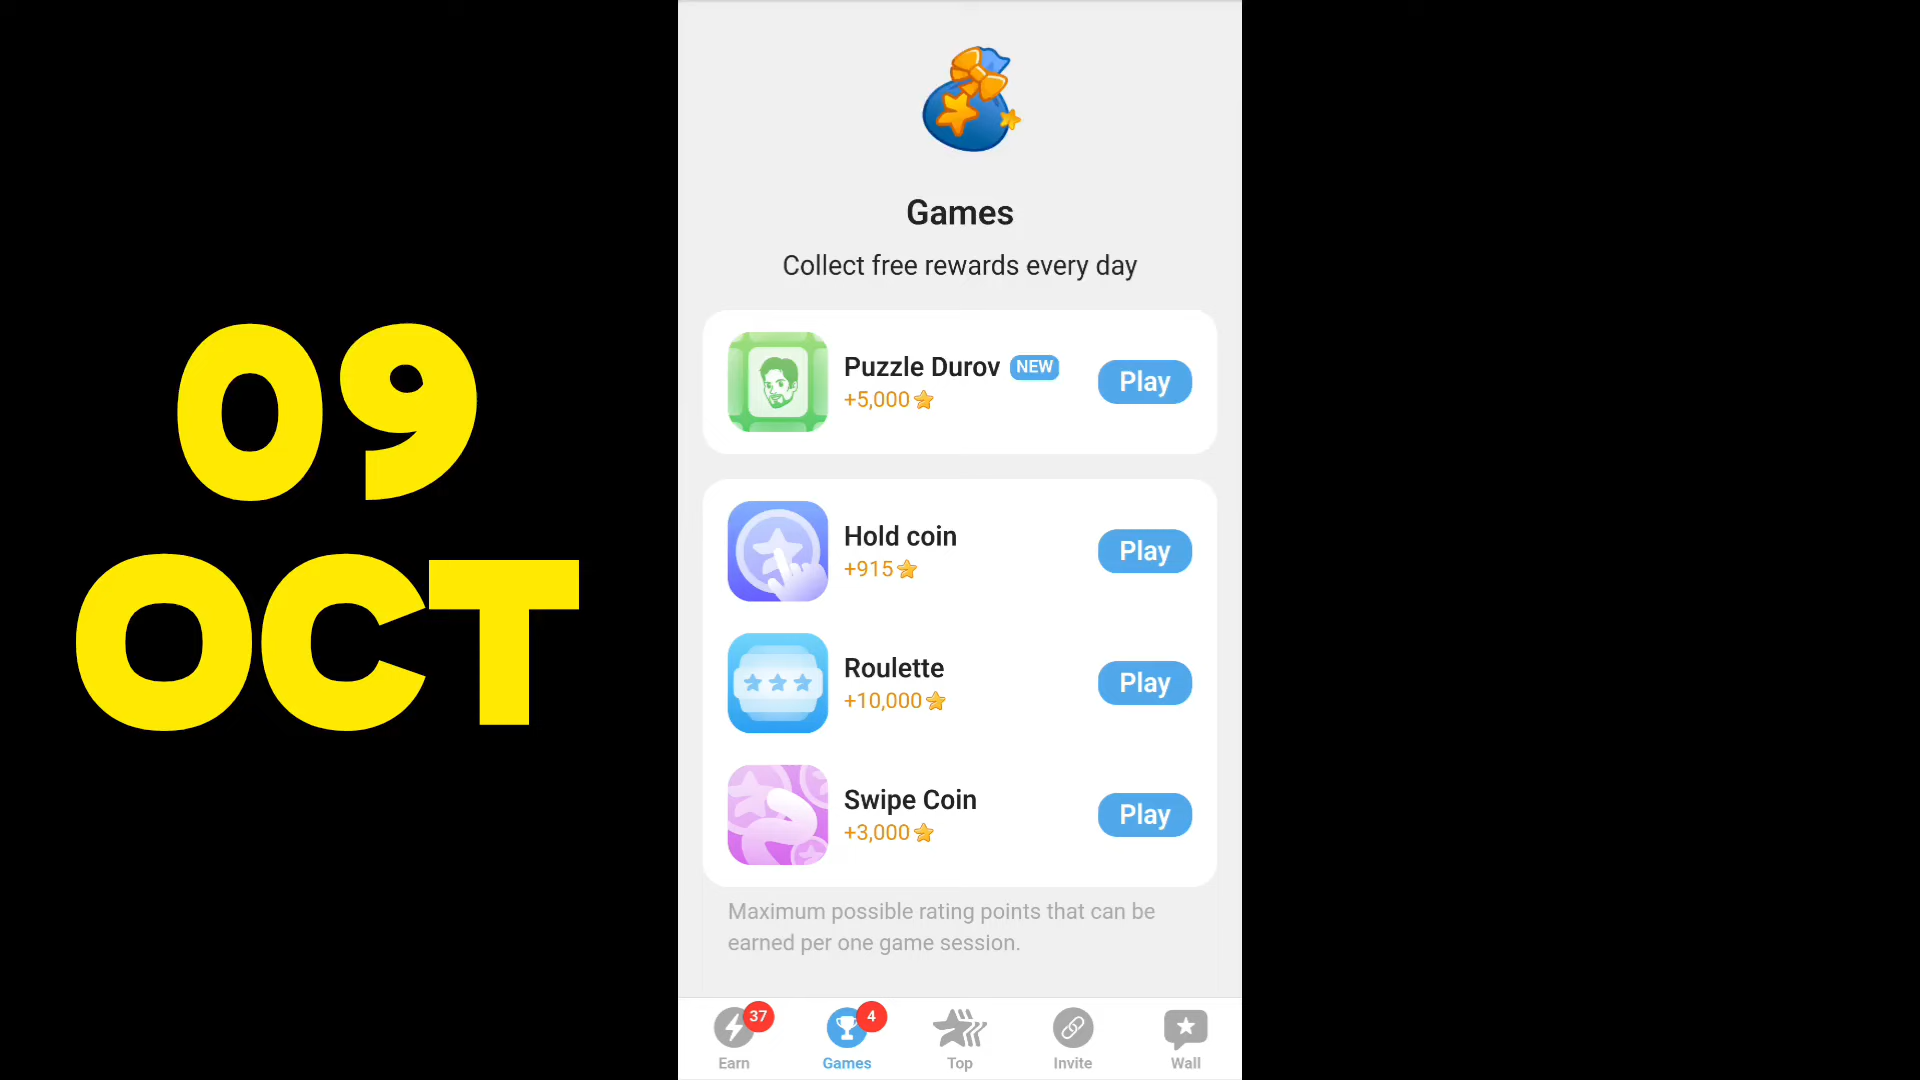 09
OCT
Games
Collect free rewards every day
Puzzle Durov NEW
+5,000
Play
Hold coin
+915
Play
Roulette
+10,000
Play
Swipe Coin
+3,000
Play
Maximum possible rating points that can be
earned per one game session.
37
4
Earn
Games
Top
Invite
Wall